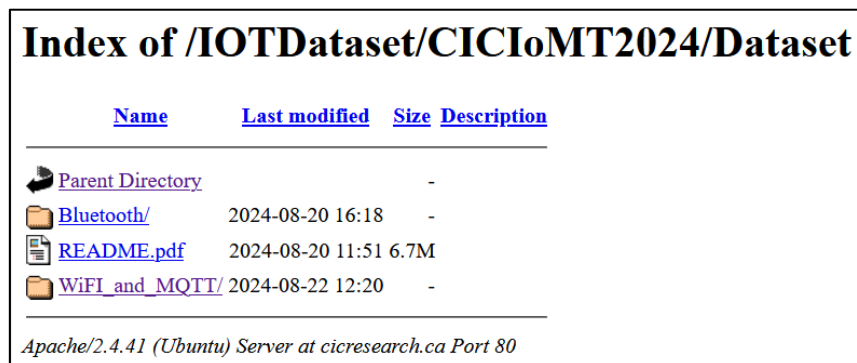 Index of /IOTDataset/CICIoMT2024/Dataset
Name Last modified Size Description
Parent Directory -
Bluetooth/ 2024-08-20 16:18 -
README.pdf 2024-08-20 11:51 6.7M
WiFI_and_MQTT/ 2024-08-22 12:20 -
Apache/2.4.41 (Ubuntu) Server at cicresearch.ca Port 80